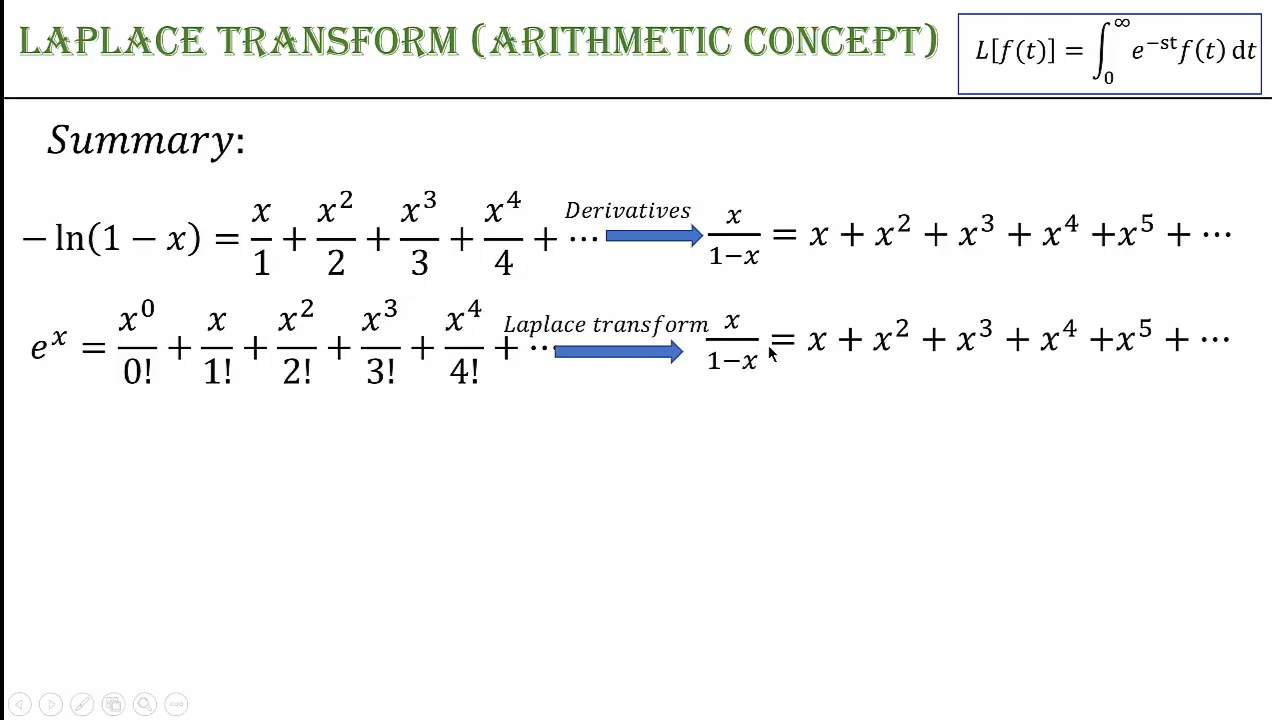 LAPLACE TRANSFORM (ARITHMETIC CONCEPT)
L[f(t)] = ∫₀^∞ e^(−st) f(t) dt
Summary:
−ln(1 − x) = x/1 + x²/2 + x³/3 + x⁴/4 + ⋯ Derivatives x/(1−x) = x + x² + x³ + x⁴ + x⁵ + ⋯
eˣ = x⁰/0! + x/1! + x²/2! + x³/3! + x⁴/4! + ⋯ Laplace transform x/(1−x) = x + x² + x³ + x⁴ + x⁵ + ⋯